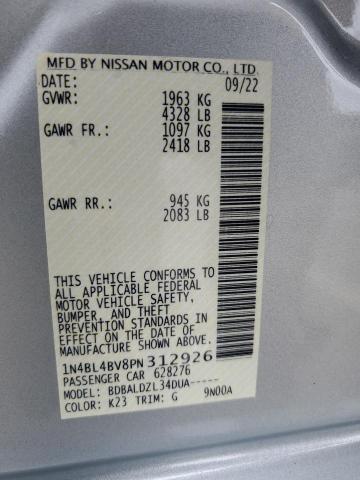 MFD BY NISSAN MOTOR CO., LTD.
DATE: 09/22
GVWR: 1963 KG
4328 LB
GAWR FR.: 1097 KG
2418 LB
GAWR RR.: 945 KG
2083 LB
THIS VEHICLE CONFORMS TO
ALL APPLICABLE FEDERAL
MOTOR VEHICLE SAFETY,
BUMPER, AND THEFT
PREVENTION STANDARDS
IN EFFECT ON THE DATE OF
MANUFACTURE SHOWN ABOVE.
1N4BL4BV8PN312926
PASSENGER CAR 628276
MODEL: BDBALDZL34DUA-----
COLOR: K23 TRIM: G 9N00A